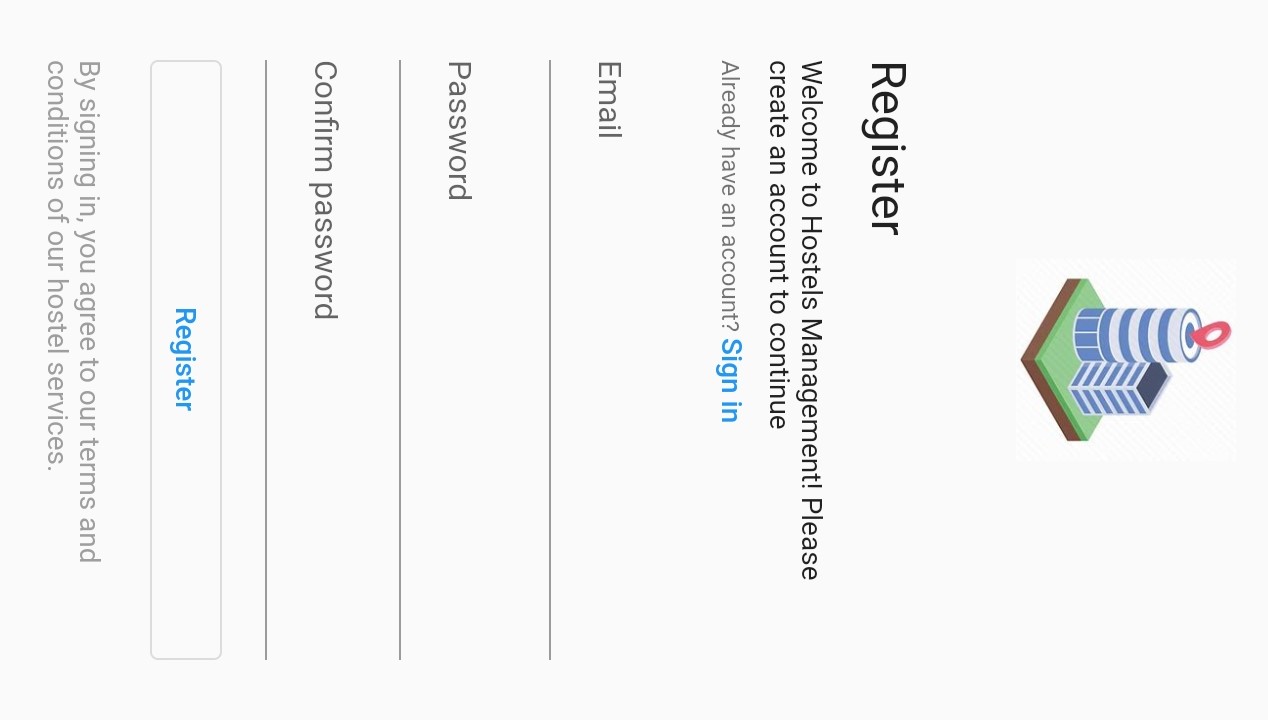 Register
Welcome to Hostels Management! Please
create an account to continue
Already have an account? Sign in
Email
Password
Confirm password
Register
By signing in, you agree to our terms and
conditions of our hostel services.